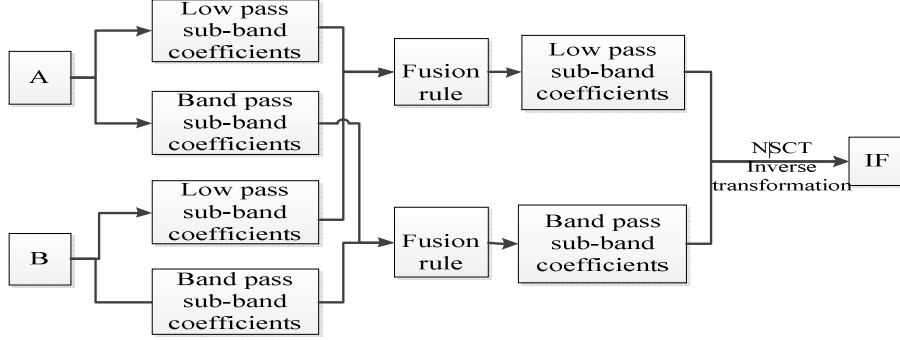 Low pass
sub-band
coefficients
A
Band pass
sub-band
coefficients
Fusion
rule
Low pass
sub-band
coefficients
NSCT
Inverse
transformation
IF
Low pass
sub-band
coefficients
B
Band pass
sub-band
coefficients
Fusion
rule
Band pass
sub-band
coefficients